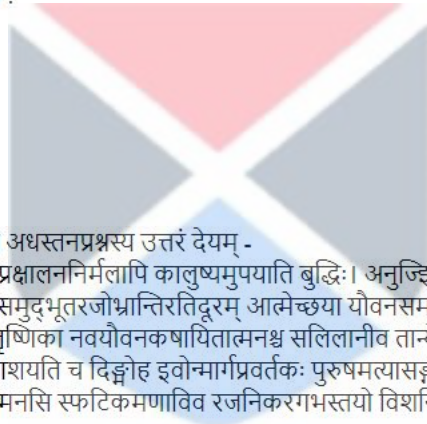 अधस्तनप्रश्नस्य उत्तरं देयम् -
प्रक्षालननिर्मलापि कालुष्यमुपयाति बुद्धिः। अनुज्झि
समुद्भूतरजोभ्रान्तिरतिदूरम् आत्मेच्छया यौवनसम
तृष्णिका नवयौवनकषायितात्मनश्च सलिलानीव तान्
ाशयति च दिङ्मोह इवोन्मार्गप्रवर्तकः पुरुषमत्यासङ्ग
मनसि स्फटिकमणाविव रजनिकरगभस्तयो विशनि